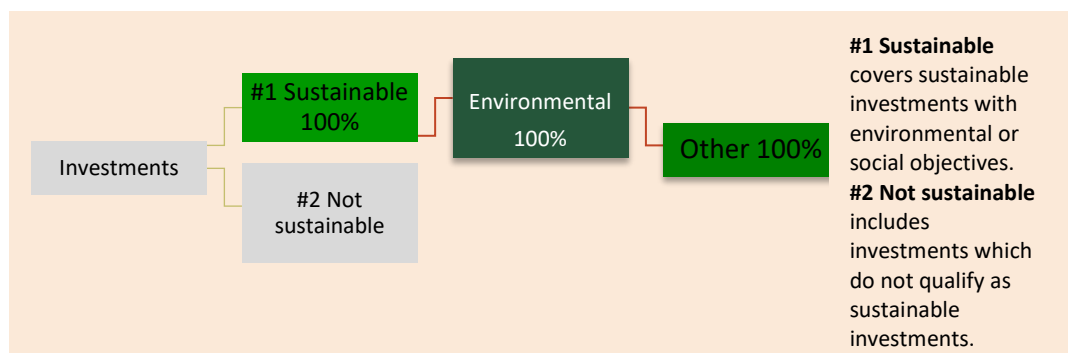 Investments
#1 Sustainable
100%
#2 Not
sustainable
Environmental
100%
Other 100%
#1 Sustainable
covers sustainable
investments with
environmental or
social objectives.
#2 Not sustainable
includes
investments which
do not qualify as
sustainable
investments.